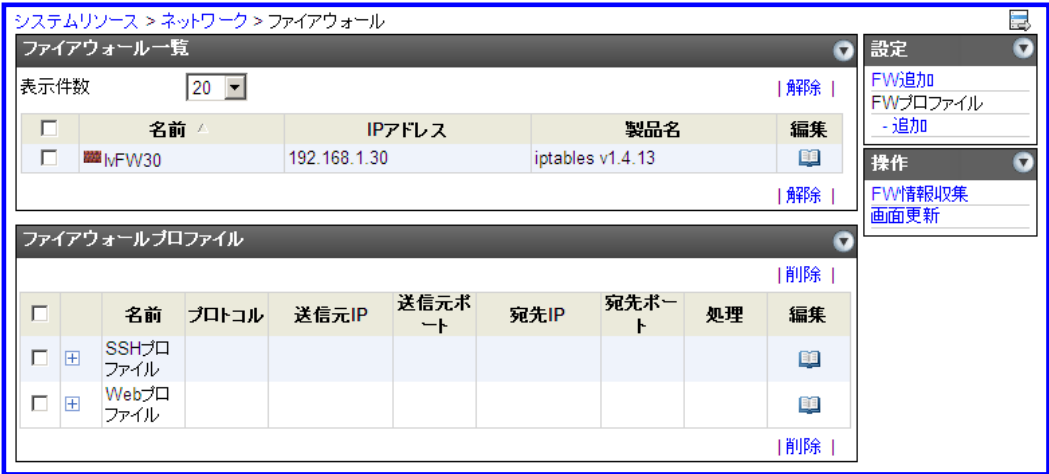 システムリソース > ネットワーク > ファイアウォール
ファイアウォール一覧
表示件数 20 | 解除 |
名前 IPアドレス 製品名 編集
lvFW30 192.168.1.30 iptables v1.4.13
| 解除 |
ファイアウォールプロファイル
| 削除 |
名前 プロトコル 送信元IP 送信元ポ
ート 宛先IP 宛先ポー
ト 処理 編集
SSHプロ
ファイル
Webプロ
ファイル
| 削除 |
設定
FW追加
FWプロファイル
- 追加
操作
FW情報収集
画面更新